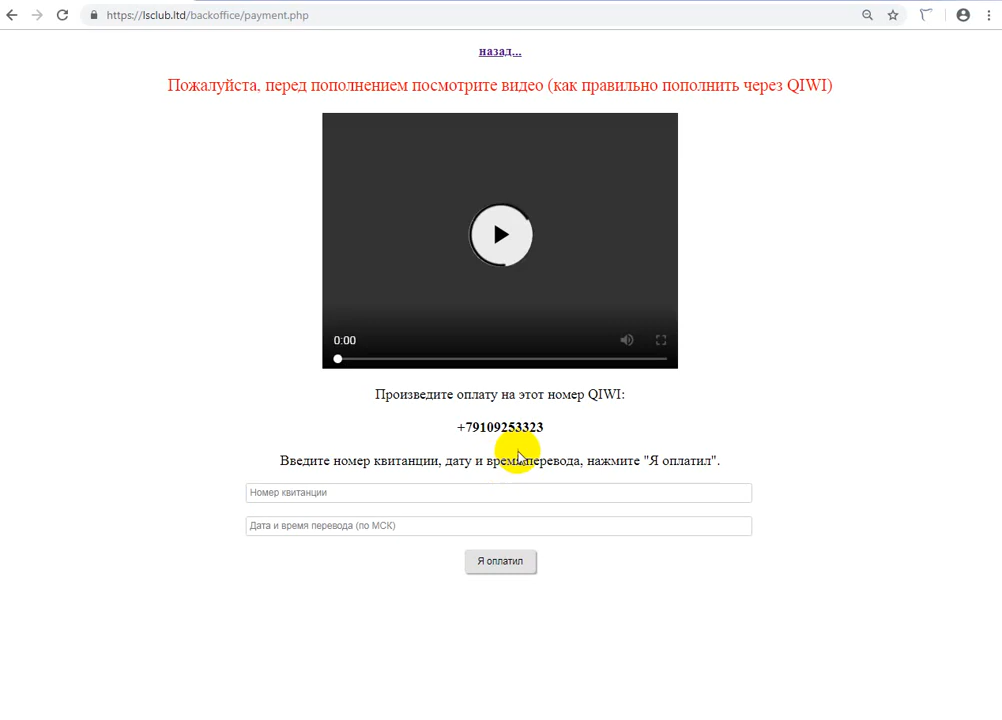 https://lsclub.ltd/backoffice/payment.php
назад...
Пожалуйста, перед пополнением посмотрите видео (как правильно пополнить через QIWI)
0:00
Произведите оплату на этот номер QIWI:
+79109253323
Введите номер квитанции, дату и время перевода, нажмите "Я оплатил".
Номер квитанции
Дата и время перевода (по МСК)
Я оплатил